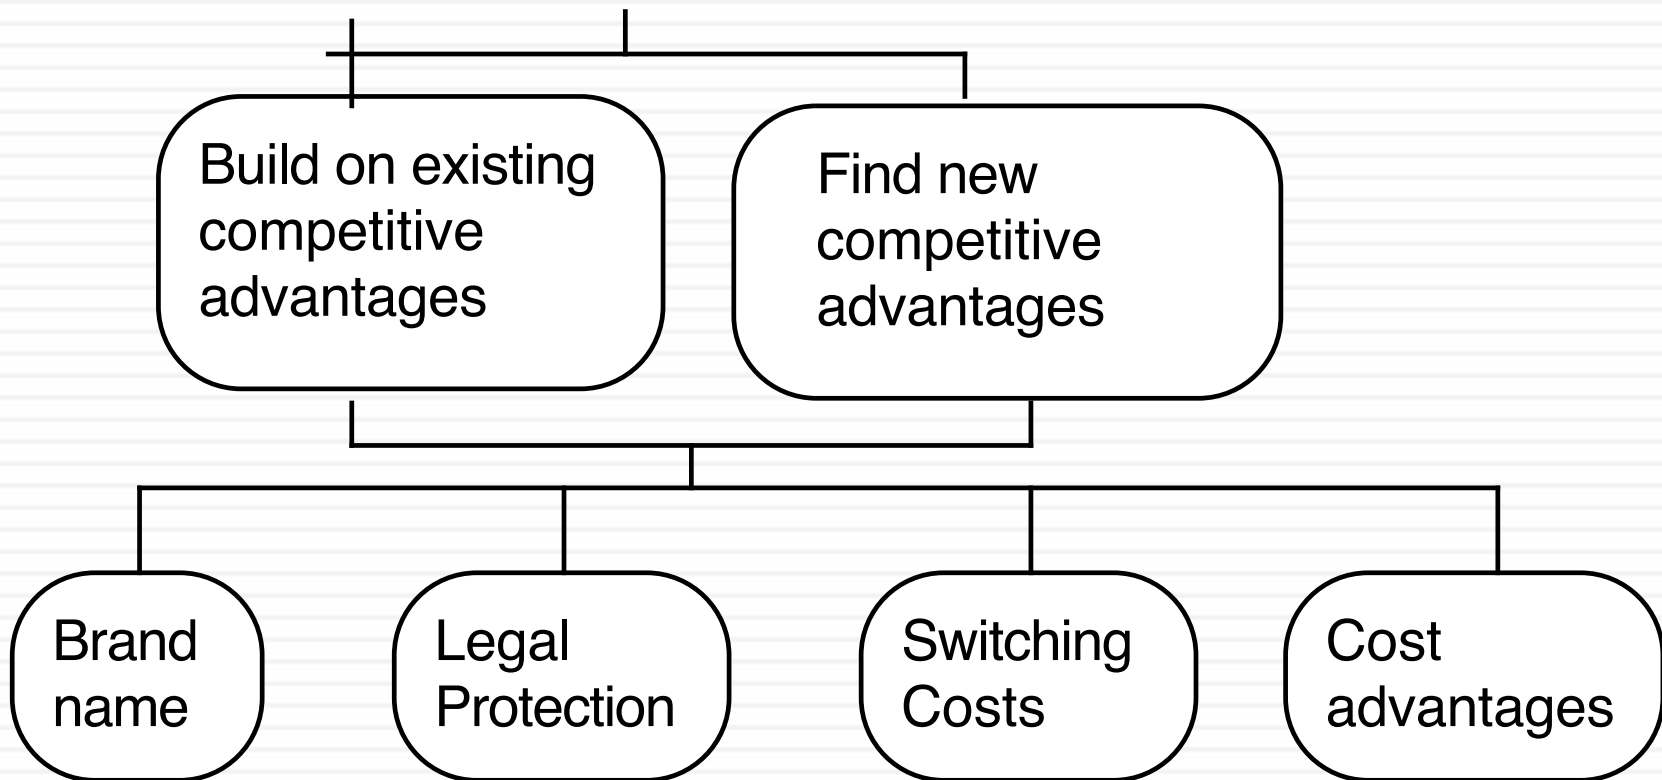 Build on existing
competitive
advantages
Find new
competitive
advantages
Brand
name
Legal
Protection
Switching
Costs
Cost
advantages